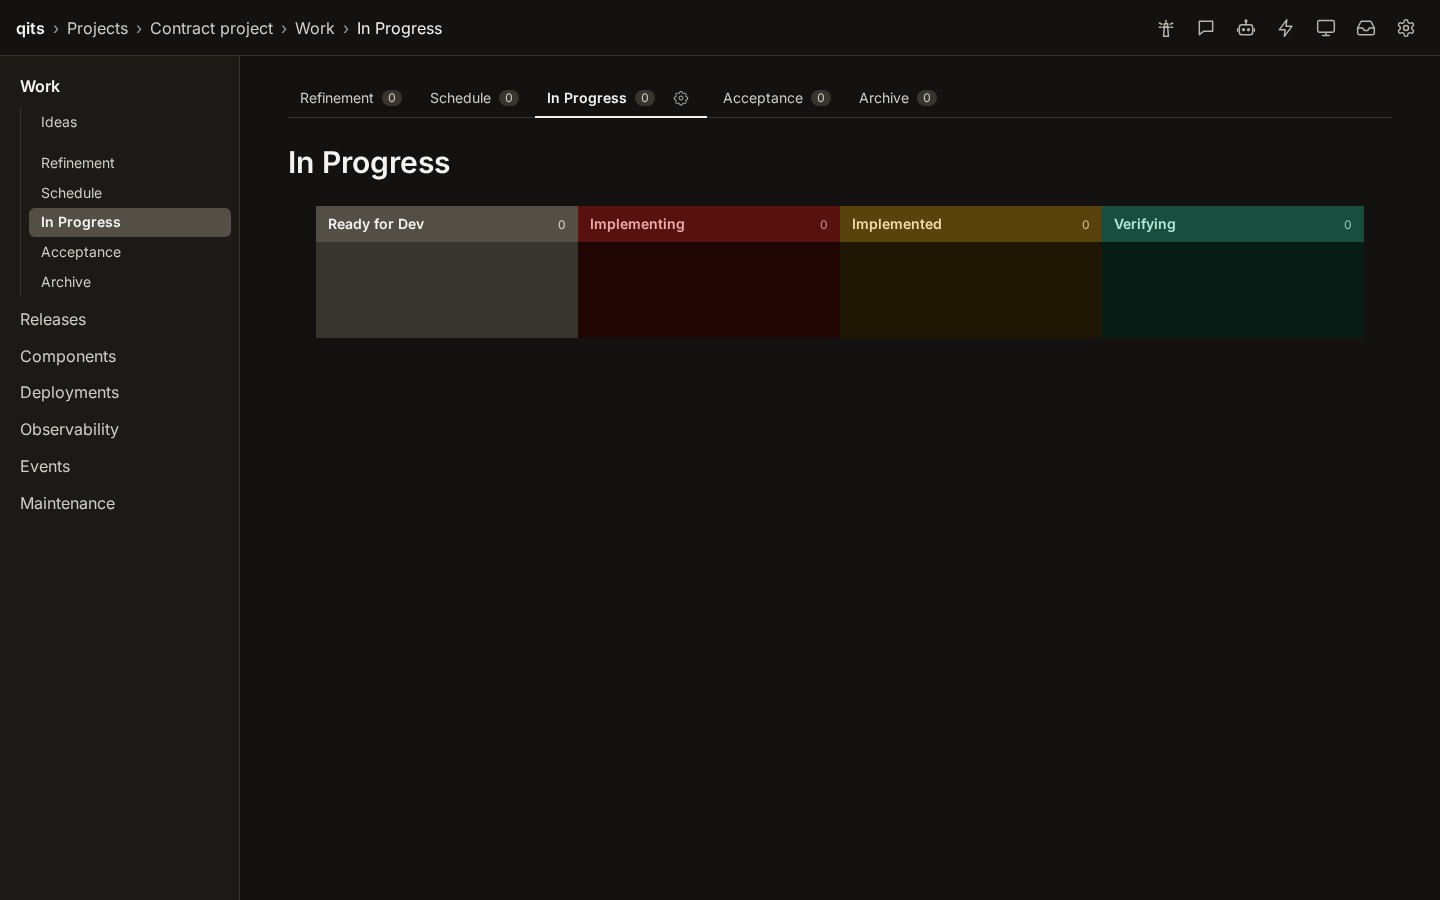 qits › Projects › Contract project › Work › In Progress
Work
Ideas
Refinement
Schedule
In Progress
Acceptance
Archive
Releases
Components
Deployments
Observability
Events
Maintenance
Refinement 0 Schedule 0 In Progress 0 Acceptance 0 Archive 0
In Progress
Ready for Dev 0 Implementing 0 Implemented 0 Verifying 0